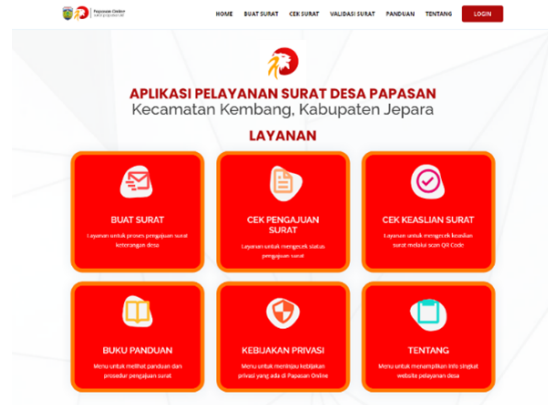 Papasan Online
HOME BUAT SURAT CEK SURAT VALIDASI SURAT PANDUAN TENTANG LOGIN
APLIKASI PELAYANAN SURAT DESA PAPASAN
Kecamatan Kembang, Kabupaten Jepara
LAYANAN
BUAT SURAT
Layanan untuk proses pengajuan surat
keterangan desa
CEK PENGAJUAN
SURAT
Layanan untuk mengecek status
pengajuan surat
CEK KEASLIAN SURAT
Layanan untuk mengecek keaslian
surat melalui scan QR Code
BUKU PANDUAN
Menu untuk melihat panduan dan
prosedur pengajuan surat
KEBIJAKAN PRIVASI
Menu untuk meninjau kebijakan
privasi yang ada di Papasan Online
TENTANG
Menu untuk menampilkan info singkat
website pelayanan desa